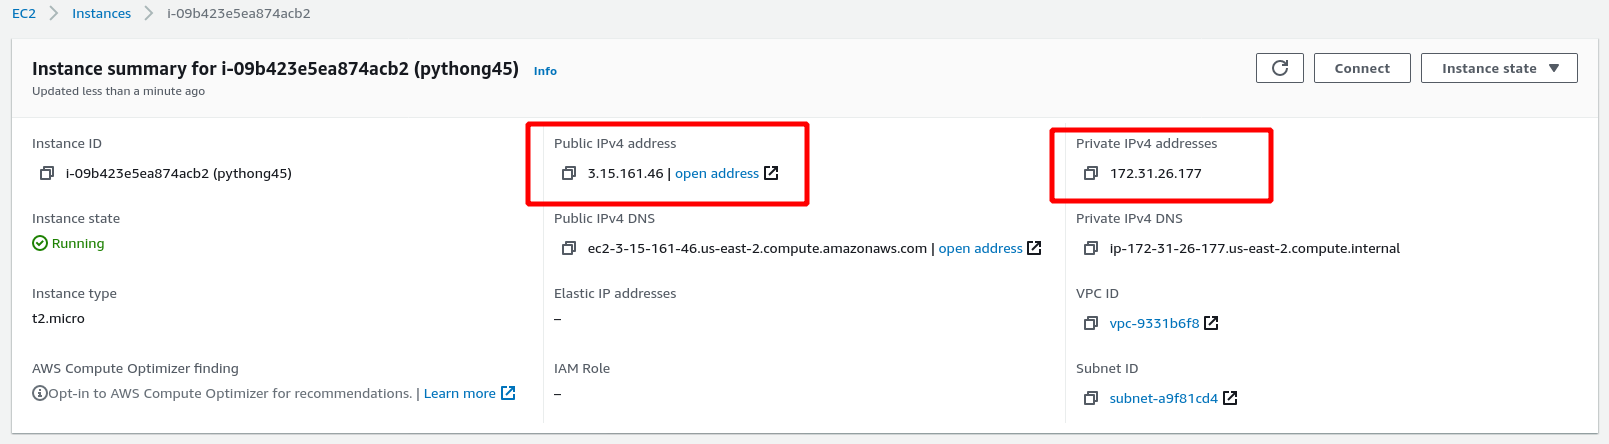 EC2 > Instances > i-09b423e5ea874acb2
Instance summary for i-09b423e5ea874acb2 (pythong45) Info
Updated less than a minute ago
Connect
Instance state
Instance ID
i-09b423e5ea874acb2 (pythong45)
Public IPv4 address
3.15.161.46 | open address
Private IPv4 addresses
172.31.26.177
Instance state
Running
Public IPv4 DNS
ec2-3-15-161-46.us-east-2.compute.amazonaws.com | open address
Private IPv4 DNS
ip-172-31-26-177.us-east-2.compute.internal
Instance type
t2.micro
Elastic IP addresses
–
VPC ID
vpc-9331b6f8
AWS Compute Optimizer finding
Opt-in to AWS Compute Optimizer for recommendations. | Learn more
IAM Role
–
Subnet ID
subnet-a9f81cd4